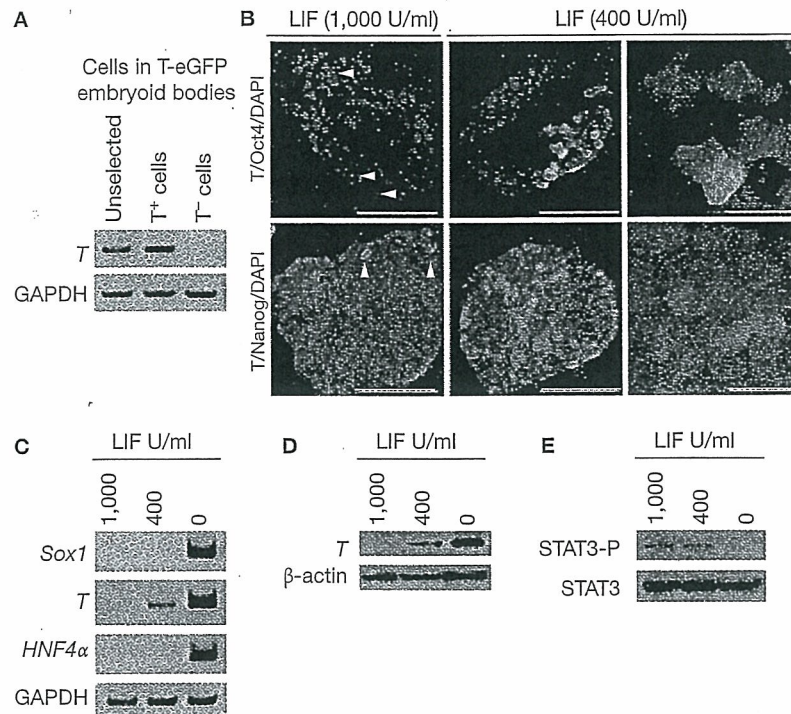 A
Cells in T-eGFP
embryoid bodies
Unselected
T+ cells
T− cells
T
GAPDH
B
LIF (1,000 U/ml)
LIF (400 U/ml)
T/Oct4/DAPI
T/Nanog/DAPI
C
LIF U/ml
1,000
400
0
Sox1
T
HNF4α
GAPDH
D
LIF U/ml
1,000
400
0
T
β-actin
E
LIF U/ml
1,000
400
0
STAT3-P
STAT3